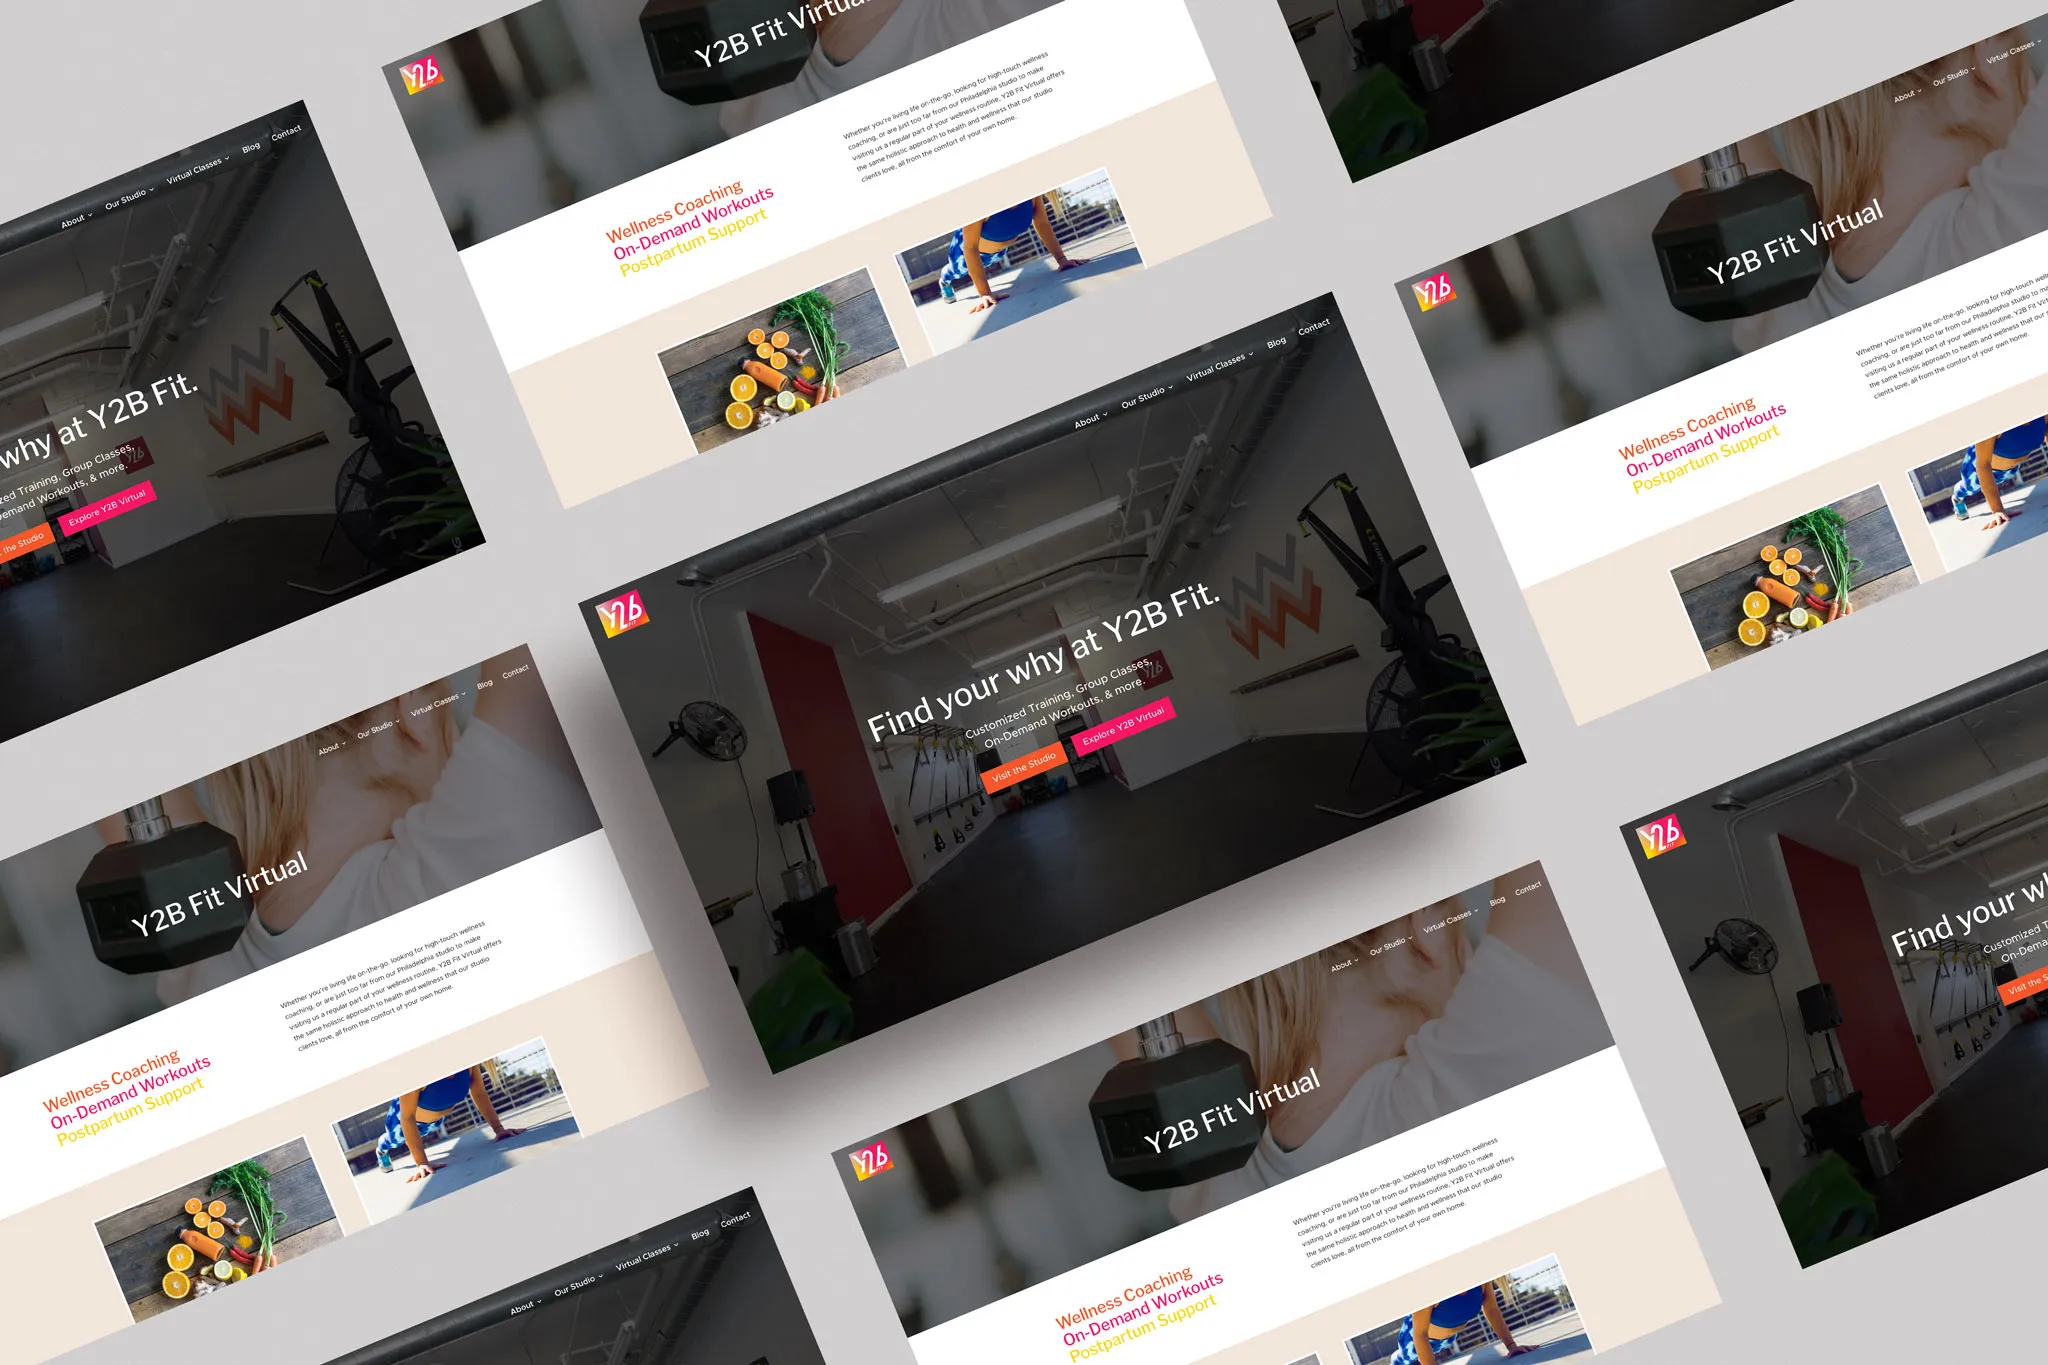 Y2B Fit Virtual
Y2b
FIT
Whether you're living life on-the-go, looking for high-touch wellness
coaching, or are just too far from our Philadelphia studio to make
visiting us a regular part of your wellness routine, Y2B Fit Virtual offers
the same holistic approach to health and wellness that our studio
clients love, all from the comfort of your own home.
Wellness Coaching
On-Demand Workouts
Postpartum Support
About Our Studio Virtual Classes
Y2B Fit Virtual
Y2b
FIT
Whether you're living life on-the-go, looking for high-touch
coaching, or are just too far from our Philadelphia studio to
visiting us a regular part of your wellness routine, Y2B Fit
the same holistic approach to health and wellness that our
clients love, all from the comfort of your own home.
Wellness Coaching
On-Demand Workouts
Postpartum Support
About Our Studio Virtual Classes Blog Contact
why at Y2B Fit.
Training, Group Classes,
Workouts, & more.
the Studio
Explore Y2B Virtual
About Our Studio Virtual Classes Blog Contact
Y2b
FIT
Find your why at Y2B Fit.
Customized Training, Group Classes,
On-Demand Workouts, & more.
Visit the Studio
Explore Y2B Virtual
About Our Studio Virtual Classes Blog Contact
Y2B Fit Virtual
Whether you're living life on-the-go, looking for high-touch wellness
coaching, or are just too far from our Philadelphia studio to make
visiting us a regular part of your wellness routine, Y2B Fit Virtual offers
the same holistic approach to health and wellness that our studio
clients love, all from the comfort of your own home.
Wellness Coaching
On-Demand Workouts
Postpartum Support
Y2b
FIT
Find your
Customized
Visit the
About Our Studio Virtual Classes Blog Contact
Y2b
FIT
Y2B Fit Virtual
Whether you're living life on-the-go, looking for high-touch wellness
coaching, or are just too far from our Philadelphia studio to make
visiting us a regular part of your wellness routine, Y2B Fit Virtual offers
the same holistic approach to health and wellness that our studio
clients love, all from the comfort of your own home.
Wellness Coaching
On-Demand Workouts
Postpartum Support
About Our Studio Virtual Classes Blog Contact